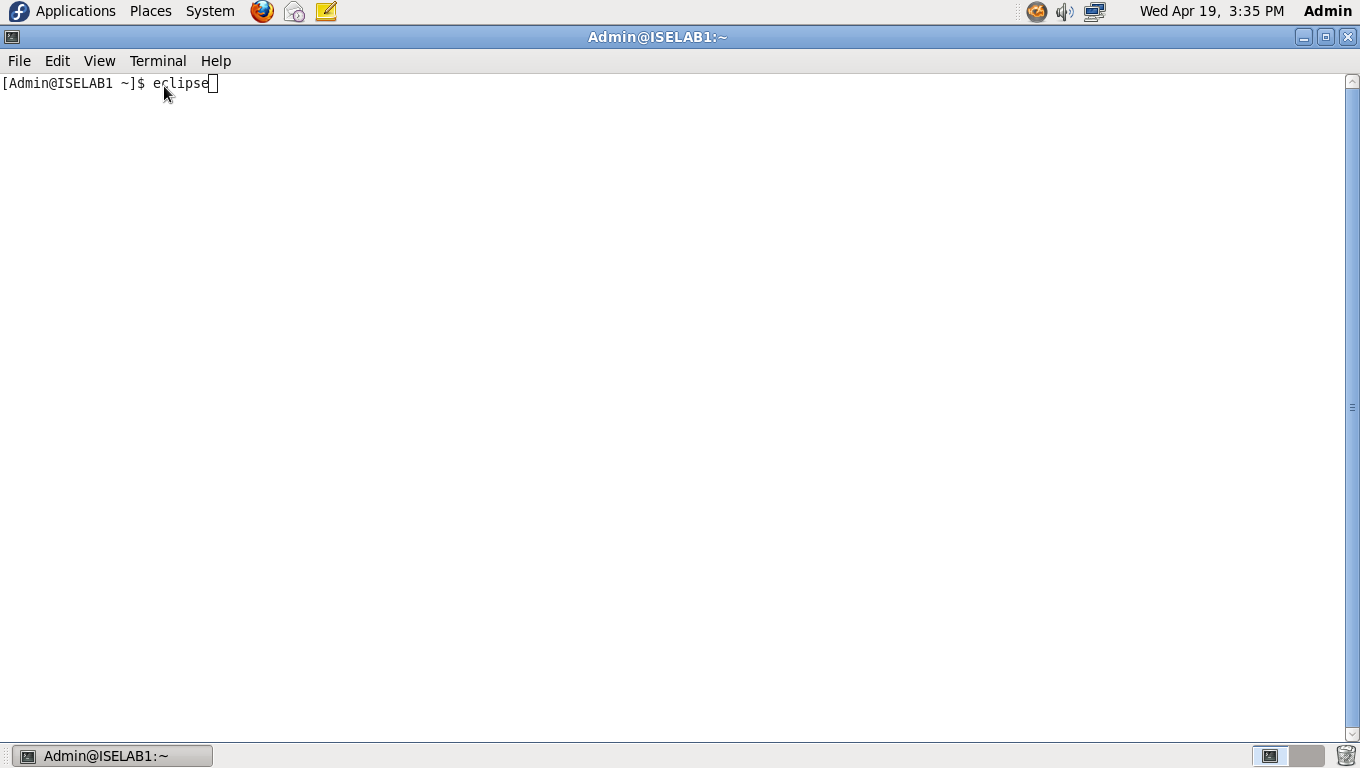 Applications Places System Wed Apr 19, 3:35 PM Admin
Admin@ISELAB1:~
File Edit View Terminal Help
[Admin@ISELAB1 ~]$ eclipse
Admin@ISELAB1:~